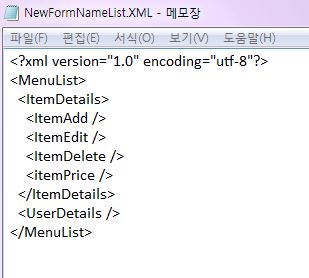 NewFormNameList.XML - 메모장
파일(F) 편집(E) 서식(O) 보기(V) 도움말(H)
<?xml version="1.0" encoding="utf-8"?>
<MenuList>
<ItemDetails>
<ItemAdd />
<ItemEdit />
<ItemDelete />
<itemPrice />
</ItemDetails>
<UserDetails />
</MenuList>